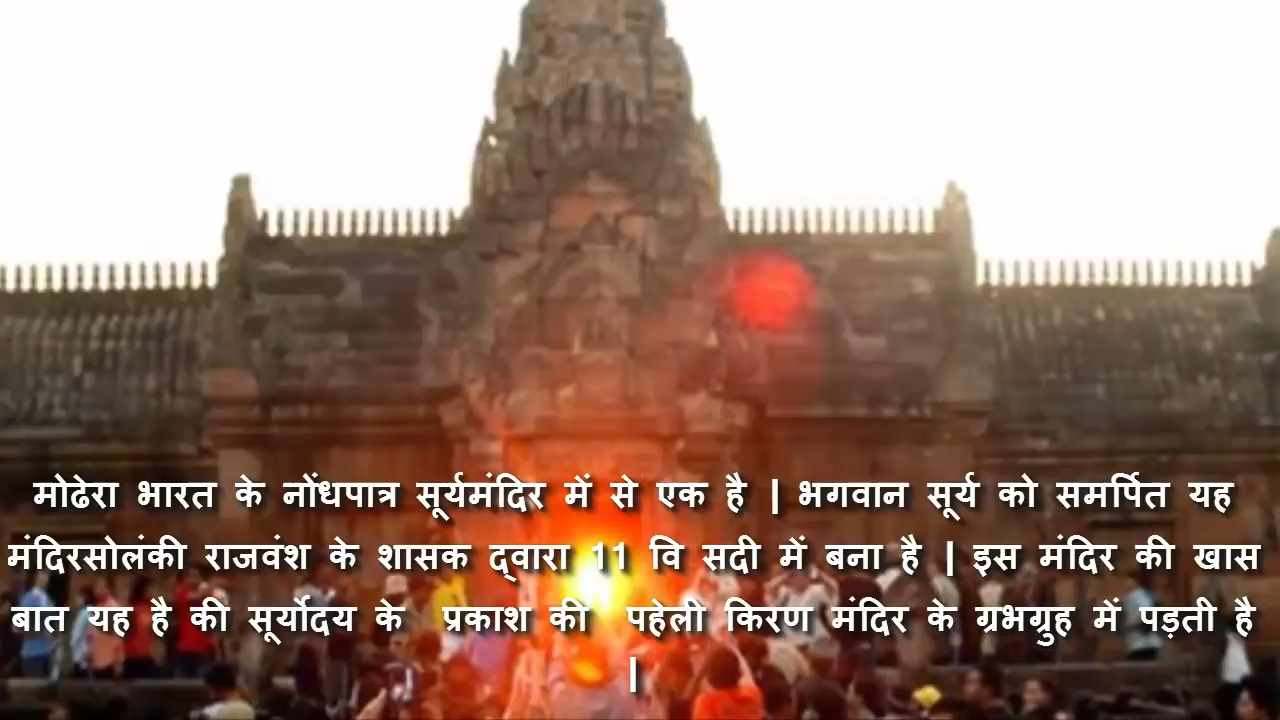 मोढेरा भारत के नोंधपात्र सूर्यमंदिर में से एक है | भगवान सूर्य को समर्पित यह
मंदिरसोलंकी राजवंश के शासक द्वारा 11 वि सदी में बना है | इस मंदिर की खास
बात यह है की सूर्योदय के प्रकाश की पहेली किरण मंदिर के ग्रभग्रुह में पड़ती है
|